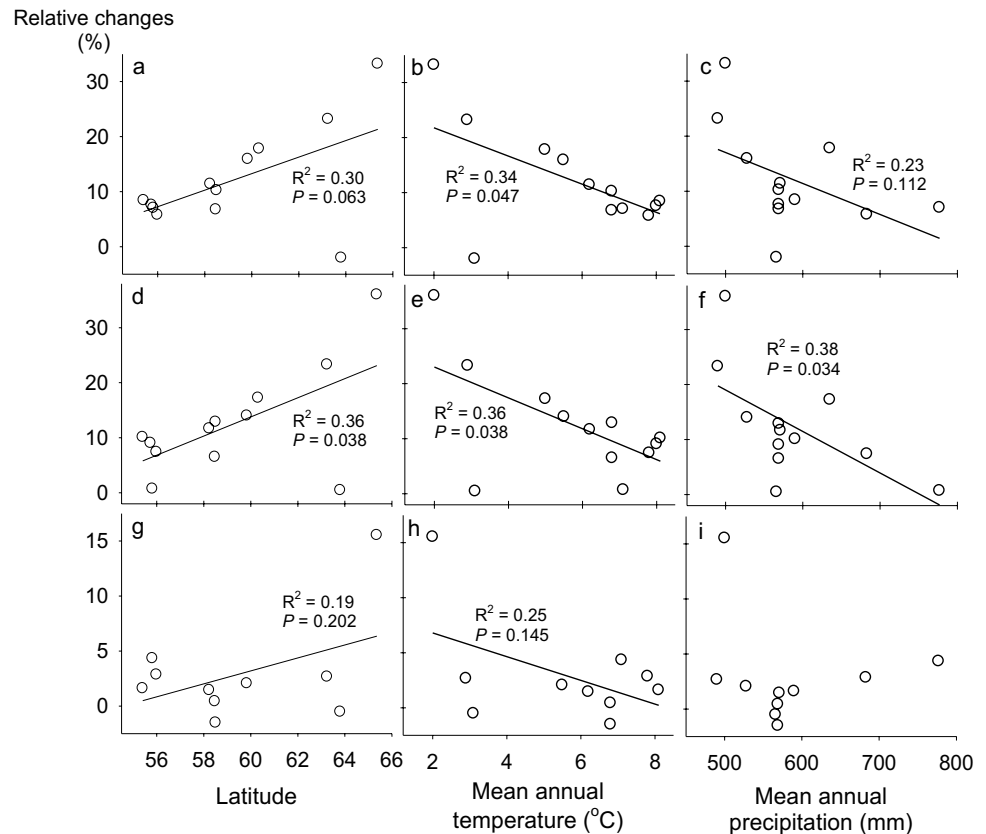 Relative changes
(%)
a
b
c
30
20
10
0
R² = 0.30
P = 0.063
R² = 0.34
P = 0.047
R² = 0.23
P = 0.112
d
e
f
30
20
10
0
R² = 0.36
P = 0.038
R² = 0.36
P = 0.038
R² = 0.38
P = 0.034
g
h
i
15
10
5
0
R² = 0.19
P = 0.202
R² = 0.25
P = 0.145
56 58 60 62 64 66
2 4 6 8
500 600 700 800
Latitude
Mean annual
temperature (°C)
Mean annual
precipitation (mm)